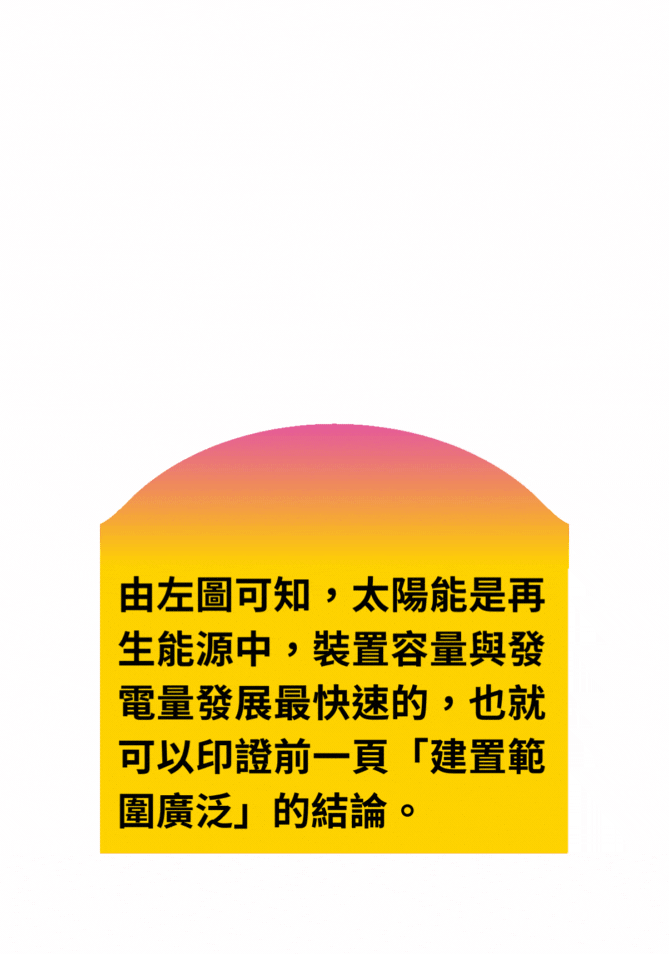 由左圖可知，太陽能是再
生能源中，裝置容量與發
電量發展最快速的，也就
可以印證前一頁「建置範
圍廣泛」的結論。